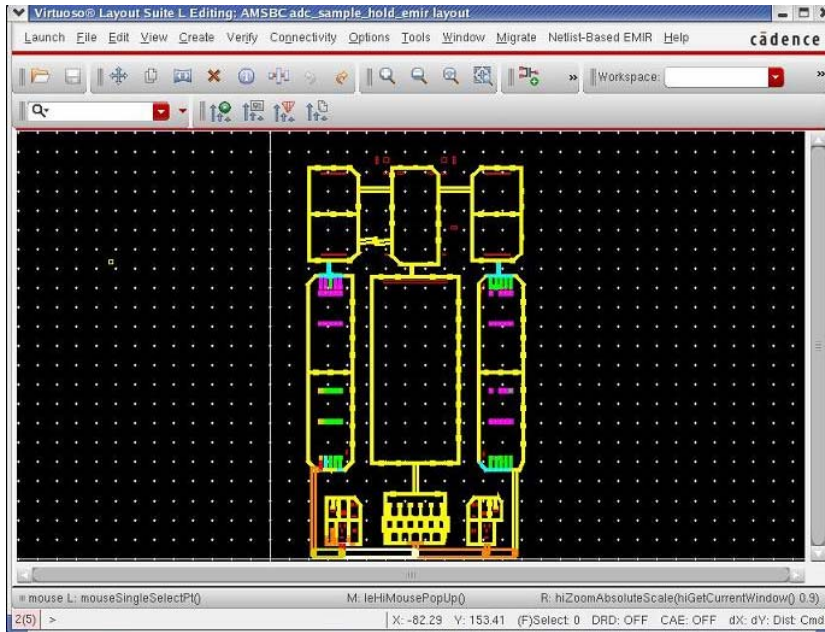 Virtuoso® Layout Suite L Editing: AMSBC adc_sample_hold_emir layout
Launch File Edit View Create Verify Connectivity Options Tools Window Migrate Netlist-Based EMIR Help cādence
» Workspace: »
mouse L: mouseSingleSelectPt() M: leHiMousePopUp() R: hiZoomAbsoluteScale(hiGetCurrentWindow() 0.9)
2(5) > X: -82.29 Y: 153.41 (F)Select: 0 DRD: OFF CAE: OFF dX: dY: Dist: Cmd